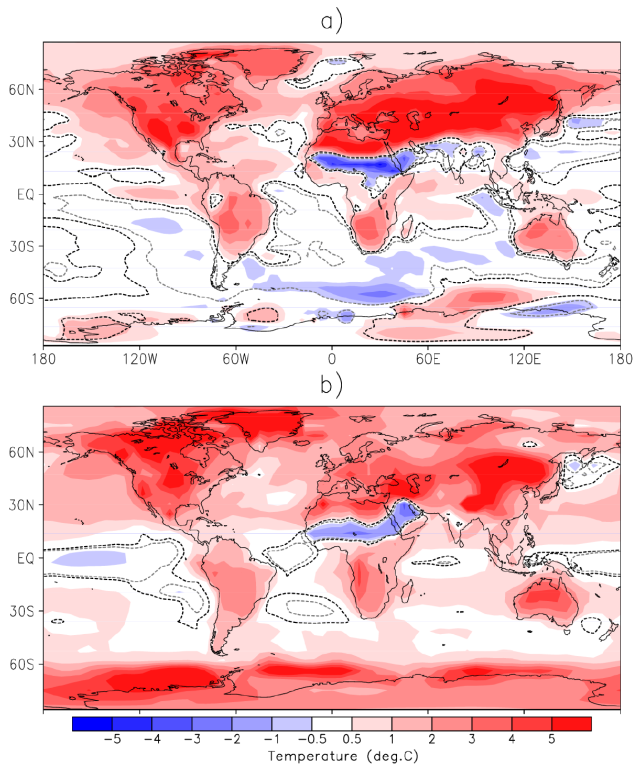 a)
60N
30N
EQ
30S
60S
180 120W 60W 0 60E 120E 180
b)
60N
30N
EQ
30S
60S
-5 -4 -3 -2 -1 -0.5 0.5 1 2 3 4 5
Temperature (deg.C)